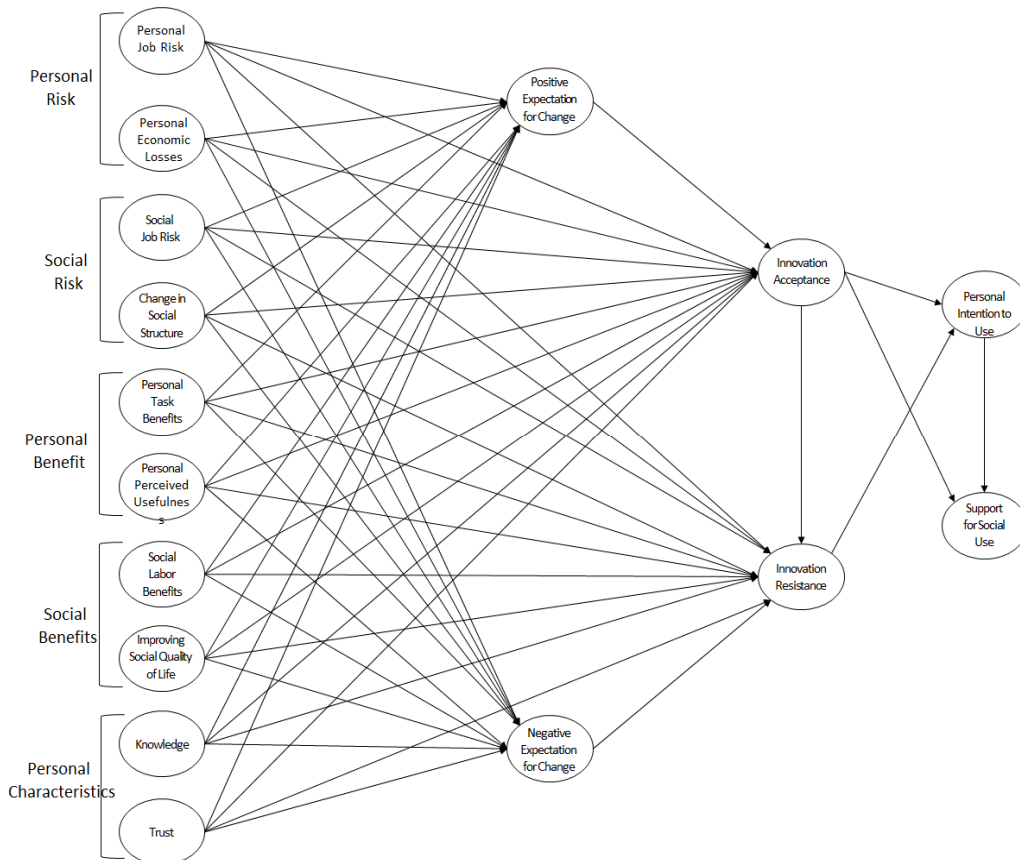 Personal
Risk
Personal
Job Risk
Personal
Economic
Losses
Social
Risk
Social
Job Risk
Change in
Social
Structure
Personal
Benefit
Personal
Task
Benefits
Personal
Perceived
Usefulnes
s
Social
Benefits
Social
Labor
Benefits
Improving
Social Quality
of Life
Personal
Characteristics
Knowledge
Trust
Positive
Expectation
for Change
Negative
Expectation
for Change
Innovation
Acceptance
Innovation
Resistance
Personal
Intention to
Use
Support
for Social
Use